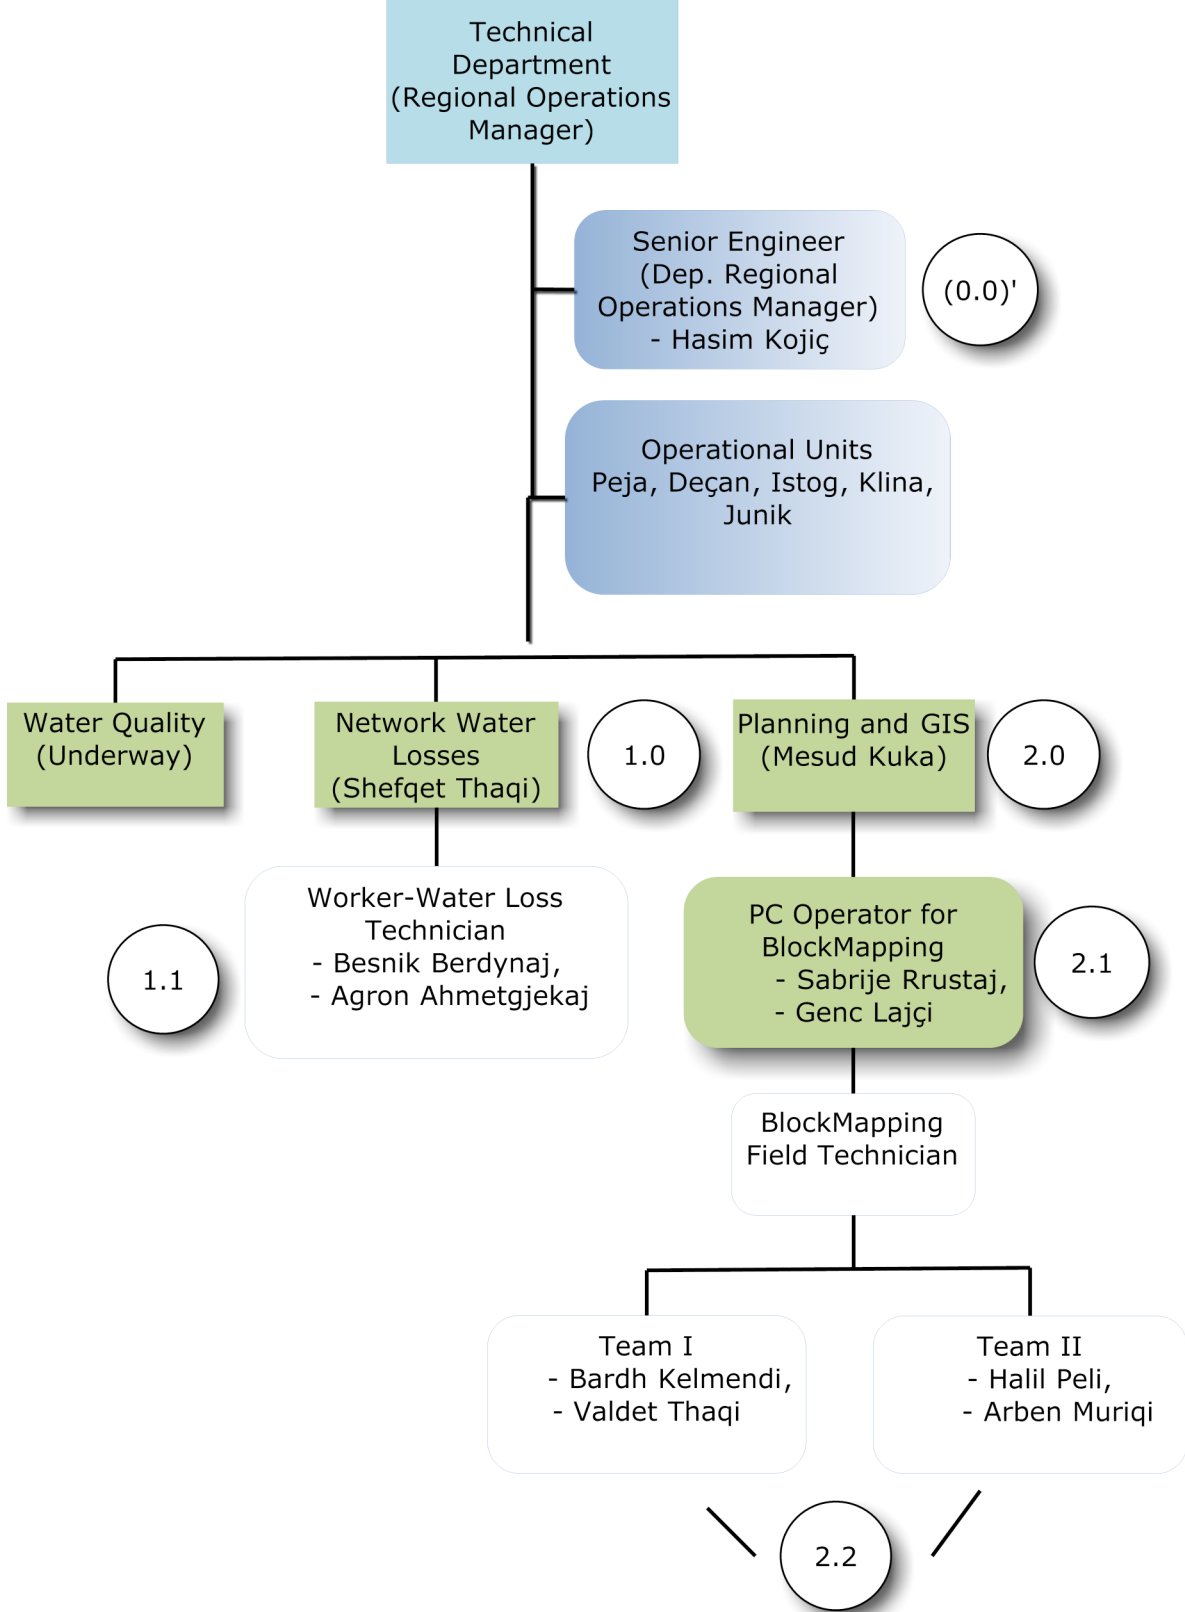 Technical
Department
(Regional Operations
Manager)
Senior Engineer
(Dep. Regional
Operations Manager)
- Hasim Kojiç
(0.0)'
Operational Units
Peja, Deçan, Istog, Klina,
Junik
Water Quality
(Underway)
Network Water
Losses
(Shefqet Thaqi)
1.0
Planning and GIS
(Mesud Kuka)
2.0
Worker-Water Loss
Technician
- Besnik Berdynaj,
- Agron Ahmetgjekaj
1.1
PC Operator for
BlockMapping
- Sabrije Rrustaj,
- Genc Lajçi
2.1
BlockMapping
Field Technician
Team I
- Bardh Kelmendi,
- Valdet Thaqi
Team II
- Halil Peli,
- Arben Muriqi
2.2